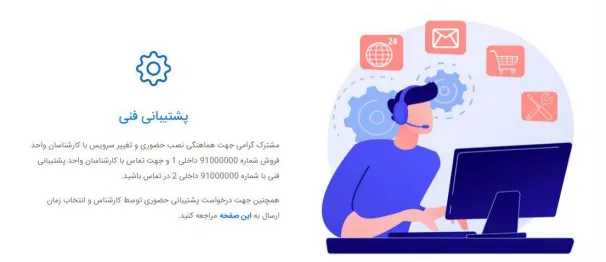 24
پشتیبانی فنی
مشترک گرامی جهت هماهنگی نصب حضوری و تغییر سرویس با کارشناسان واحد
فروش شماره 91000000 داخلی 1 و جهت تماس با کارشناسان واحد پشتیبانی
فنی با شماره 91000000 داخلی 2 در تماس باشید.
همچنین جهت درخواست پشتیبانی حضوری توسط کارشناس و انتخاب زمان
ارسال به این صفحه مراجعه کنید.